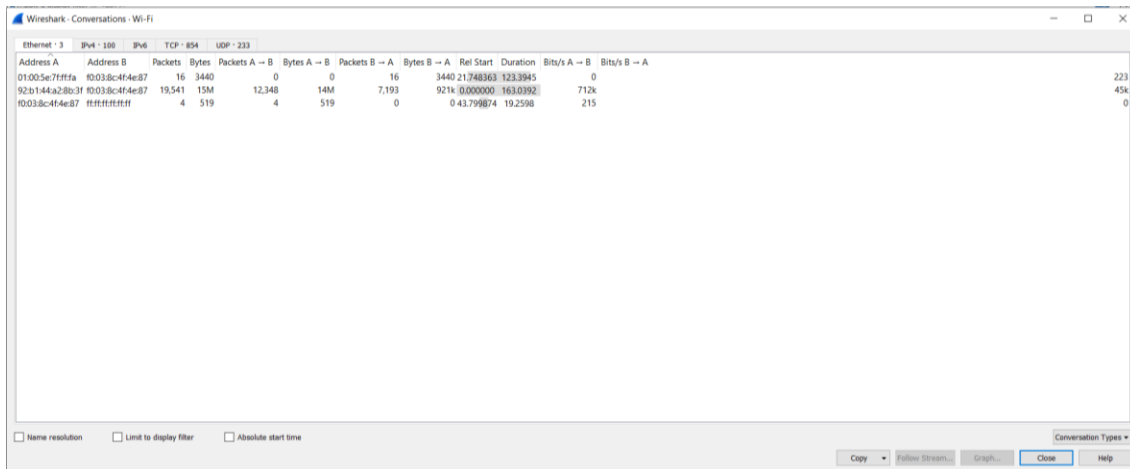 Wireshark · Conversations · Wi-Fi
Ethernet · 3 IPv4 · 100 IPv6 TCP · 854 UDP · 233
Address A Address B Packets Bytes Packets A → B Bytes A → B Packets B → A Bytes B → A Rel Start Duration Bits/s A → B Bits/s B → A
01:00:5e:7f:ff:fa f0:03:8c:4f:4e:87 16 3440 0 0 16 3440 21.748363 123.3945 0 223
92:b1:44:a2:8b:3f f0:03:8c:4f:4e:87 19,541 15M 12,348 14M 7,193 921k 0.000000 163.0392 712k 45k
f0:03:8c:4f:4e:87 ff:ff:ff:ff:ff:ff 4 519 4 519 0 0 43.799874 19.2598 215 0
Name resolution Limit to display filter Absolute start time Conversation Types
Copy Follow Stream... Graph... Close Help